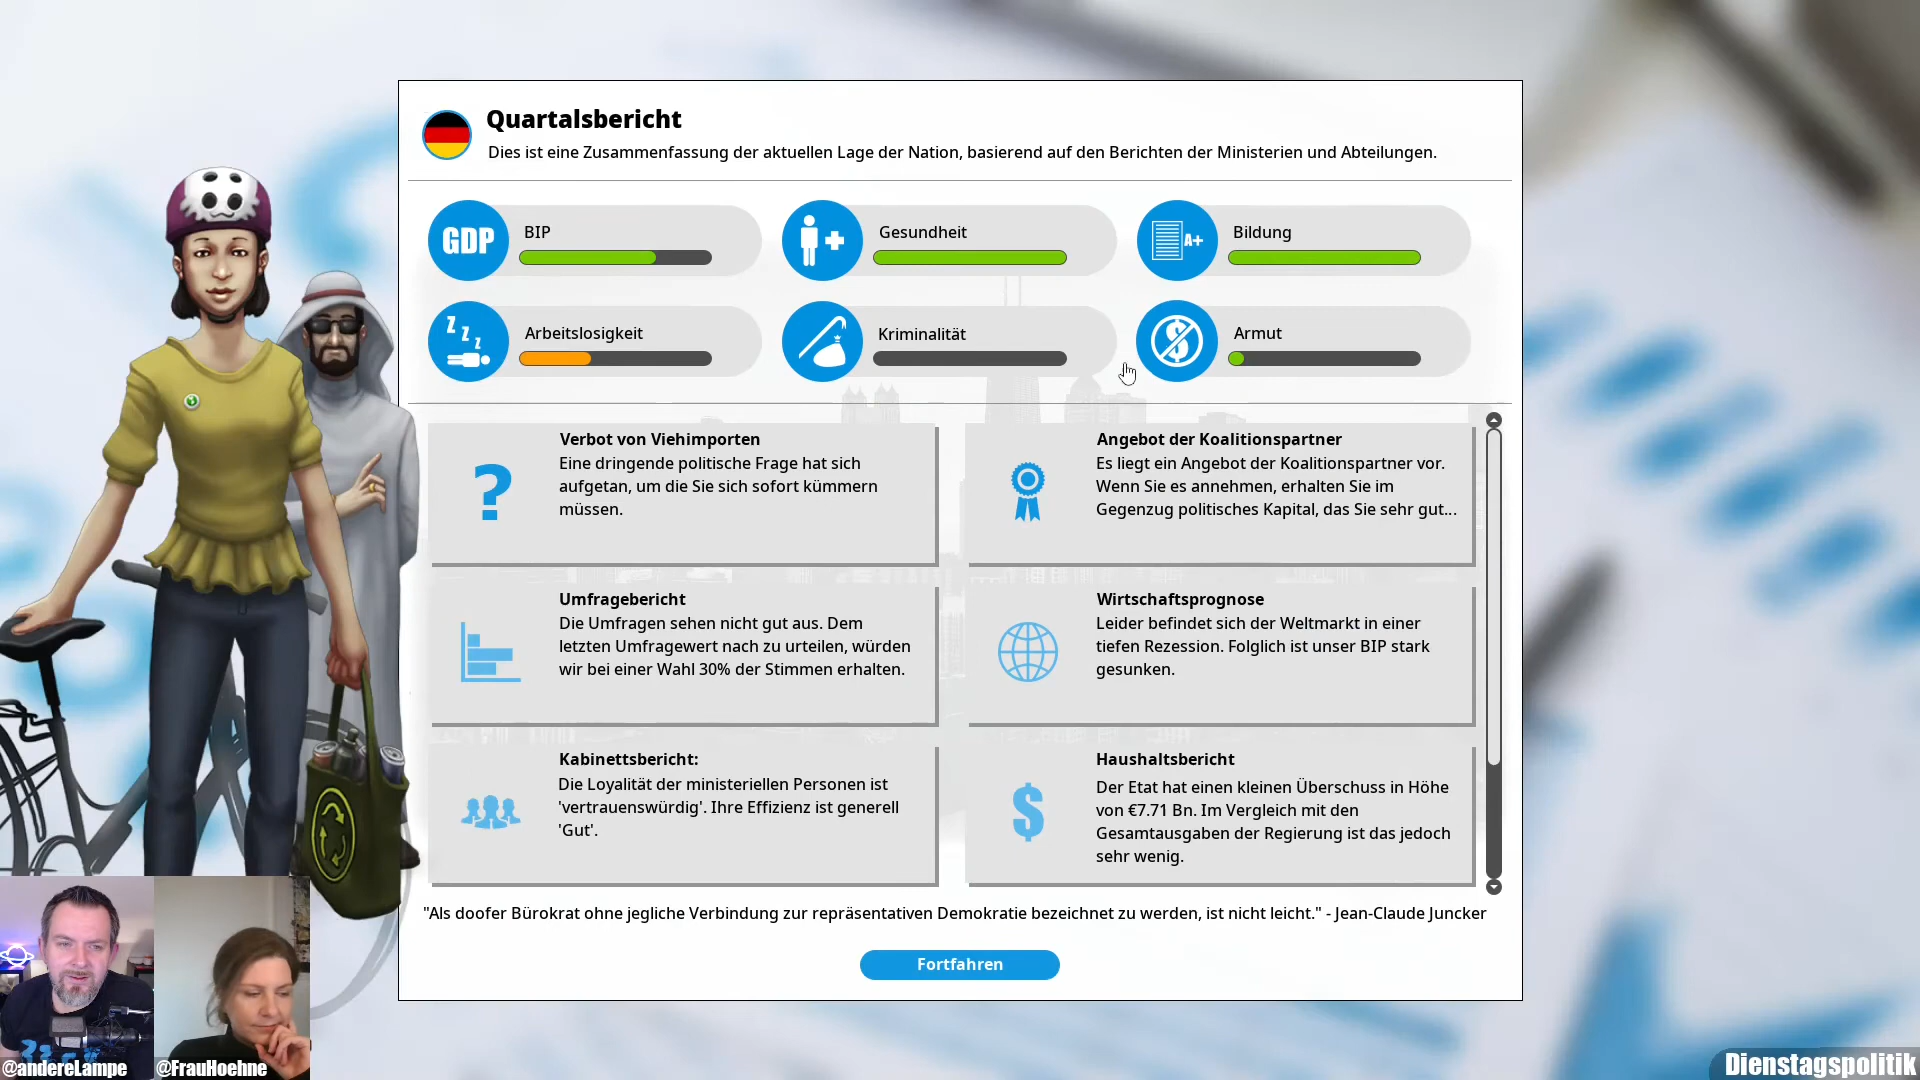 Quartalsbericht
Dies ist eine Zusammenfassung der aktuellen Lage der Nation, basierend auf den Berichten der Ministerien und Abteilungen.
GDP
BIP
Gesundheit
A+
Bildung
Z
Z
Z
Arbeitslosigkeit
Kriminalität
$
Armut
?
Verbot von Viehimporten
Eine dringende politische Frage hat sich
aufgetan, um die Sie sich sofort kümmern
müssen.
Angebot der Koalitionspartner
Es liegt ein Angebot der Koalitionspartner vor.
Wenn Sie es annehmen, erhalten Sie im
Gegenzug politisches Kapital, das Sie sehr gut...
Umfragebericht
Die Umfragen sehen nicht gut aus. Dem
letzten Umfragewert nach zu urteilen, würden
wir bei einer Wahl 30% der Stimmen erhalten.
Wirtschaftsprognose
Leider befindet sich der Weltmarkt in einer
tiefen Rezession. Folglich ist unser BIP stark
gesunken.
Kabinettsbericht:
Die Loyalität der ministeriellen Personen ist
'vertrauenswürdig'. Ihre Effizienz ist generell
'Gut'.
$
Haushaltsbericht
Der Etat hat einen kleinen Überschuss in Höhe
von €7.71 Bn. Im Vergleich mit den
Gesamtausgaben der Regierung ist das jedoch
sehr wenig.
"Als doofer Bürokrat ohne jegliche Verbindung zur repräsentativen Demokratie bezeichnet zu werden, ist nicht leicht." - Jean-Claude Juncker
Fortfahren
@andereLampe
@FrauHoehne
Dienstagspolitik